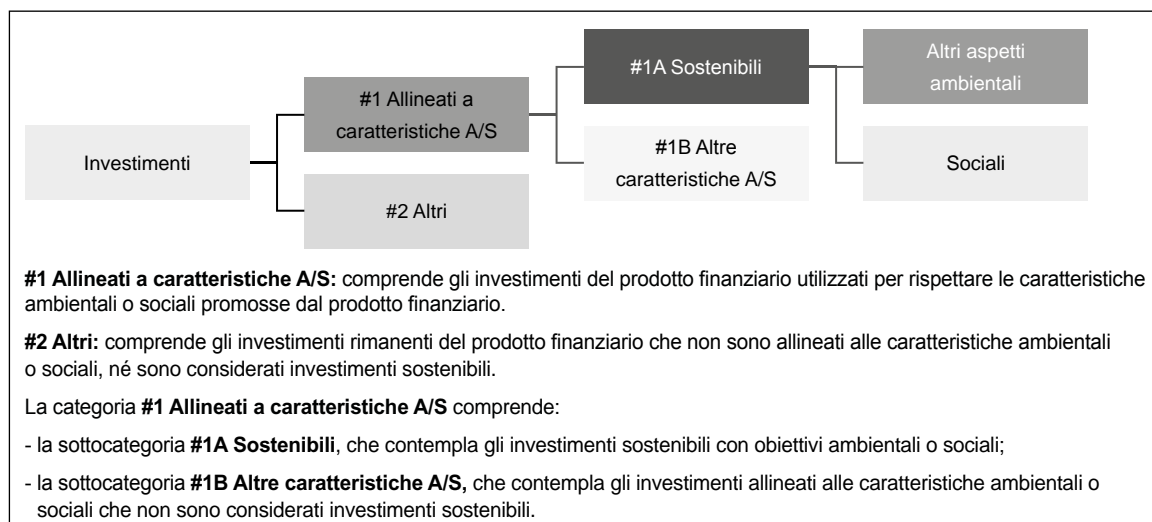 Investimenti
#1 Allineati a
caratteristiche A/S
#2 Altri
#1A Sostenibili
#1B Altre
caratteristiche A/S
Altri aspetti
ambientali
Sociali
#1 Allineati a caratteristiche A/S: comprende gli investimenti del prodotto finanziario utilizzati per rispettare le caratteristiche
ambientali o sociali promosse dal prodotto finanziario.
#2 Altri: comprende gli investimenti rimanenti del prodotto finanziario che non sono allineati alle caratteristiche ambientali
o sociali, né sono considerati investimenti sostenibili.
La categoria #1 Allineati a caratteristiche A/S comprende:
- la sottocategoria #1A Sostenibili, che contempla gli investimenti sostenibili con obiettivi ambientali o sociali;
- la sottocategoria #1B Altre caratteristiche A/S, che contempla gli investimenti allineati alle caratteristiche ambientali o
sociali che non sono considerati investimenti sostenibili.